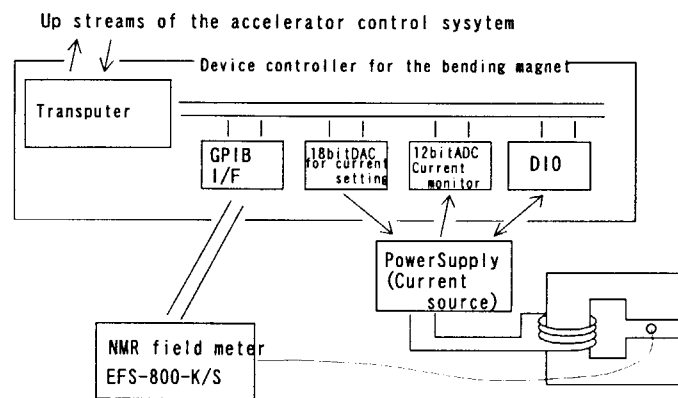 Up streams of the accelerator control sysytem
Device controller for the bending magnet
Transputer
GPIB
I/F
18bitDAC
for current
setting
12bitADC
Current
monitor
DIO
PowerSupply
(Current
source)
NMR field meter
EFS-800-K/S